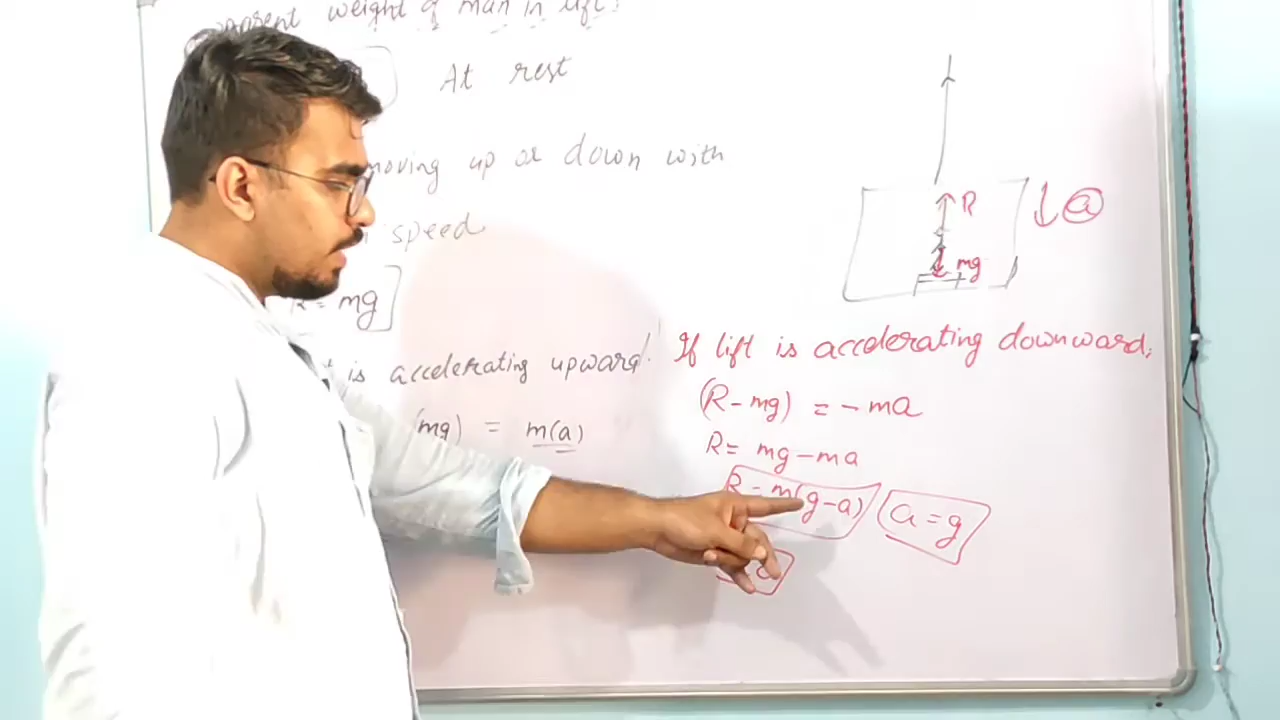 weight of man in lift:
At rest
moving up or down with
speed
R = mg
is accelerating upward.
(mg) = m(a)
R
mg
a
If lift is accelerating downward,
(R - mg) = - ma
R = mg - ma
R = m(g - a)
a = g